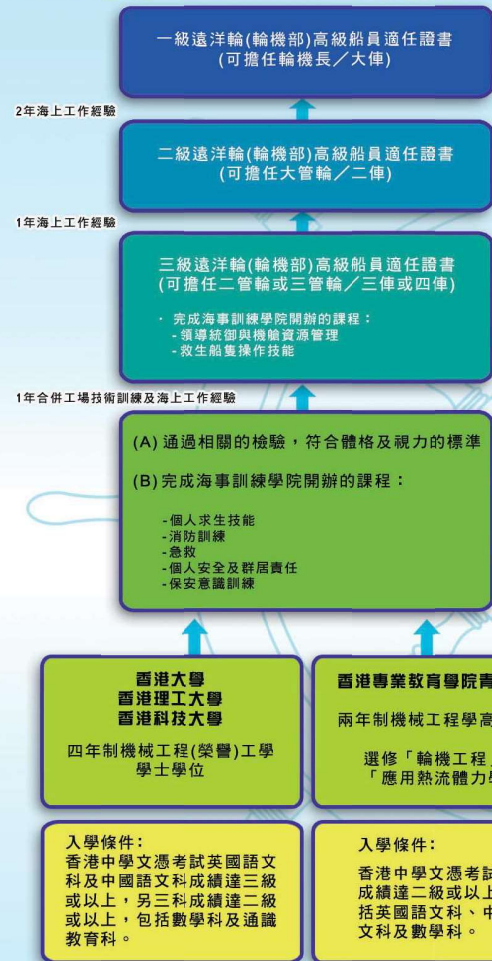 一級遠洋輪(輪機部)高級船員適任證書
(可擔任輪機長／大俥)
2年海上工作經驗
二級遠洋輪(輪機部)高級船員適任證書
(可擔任大管輪／二俥)
1年海上工作經驗
三級遠洋輪(輪機部)高級船員適任證書
(可擔任二管輪或三管輪／三俥或四俥)
· 完成海事訓練學院開辦的課程：
- 領導統御與機艙資源管理
- 救生船隻操作技能
1年合併工場技術訓練及海上工作經驗
(A) 通過相關的檢驗，符合體格及視力的標準
(B) 完成海事訓練學院開辦的課程：
-個人求生技能
-消防訓練
-急救
-個人安全及群居責任
-保安意識訓練
香港大學
香港理工大學
香港科技大學
四年制機械工程(榮譽)工學
學士學位
香港專業教育學院青
兩年制機械工程學高
選修「輪機工程」
「應用熱流體力學
入學條件：
香港中學文憑考試英國語文
科及中國語文科成績達三級
或以上，另三科成績達二級
或以上，包括數學科及通識
教育科。
入學條件：
香港中學文憑考試
成績達二級或以上
括英國語文科、中
文科及數學科。